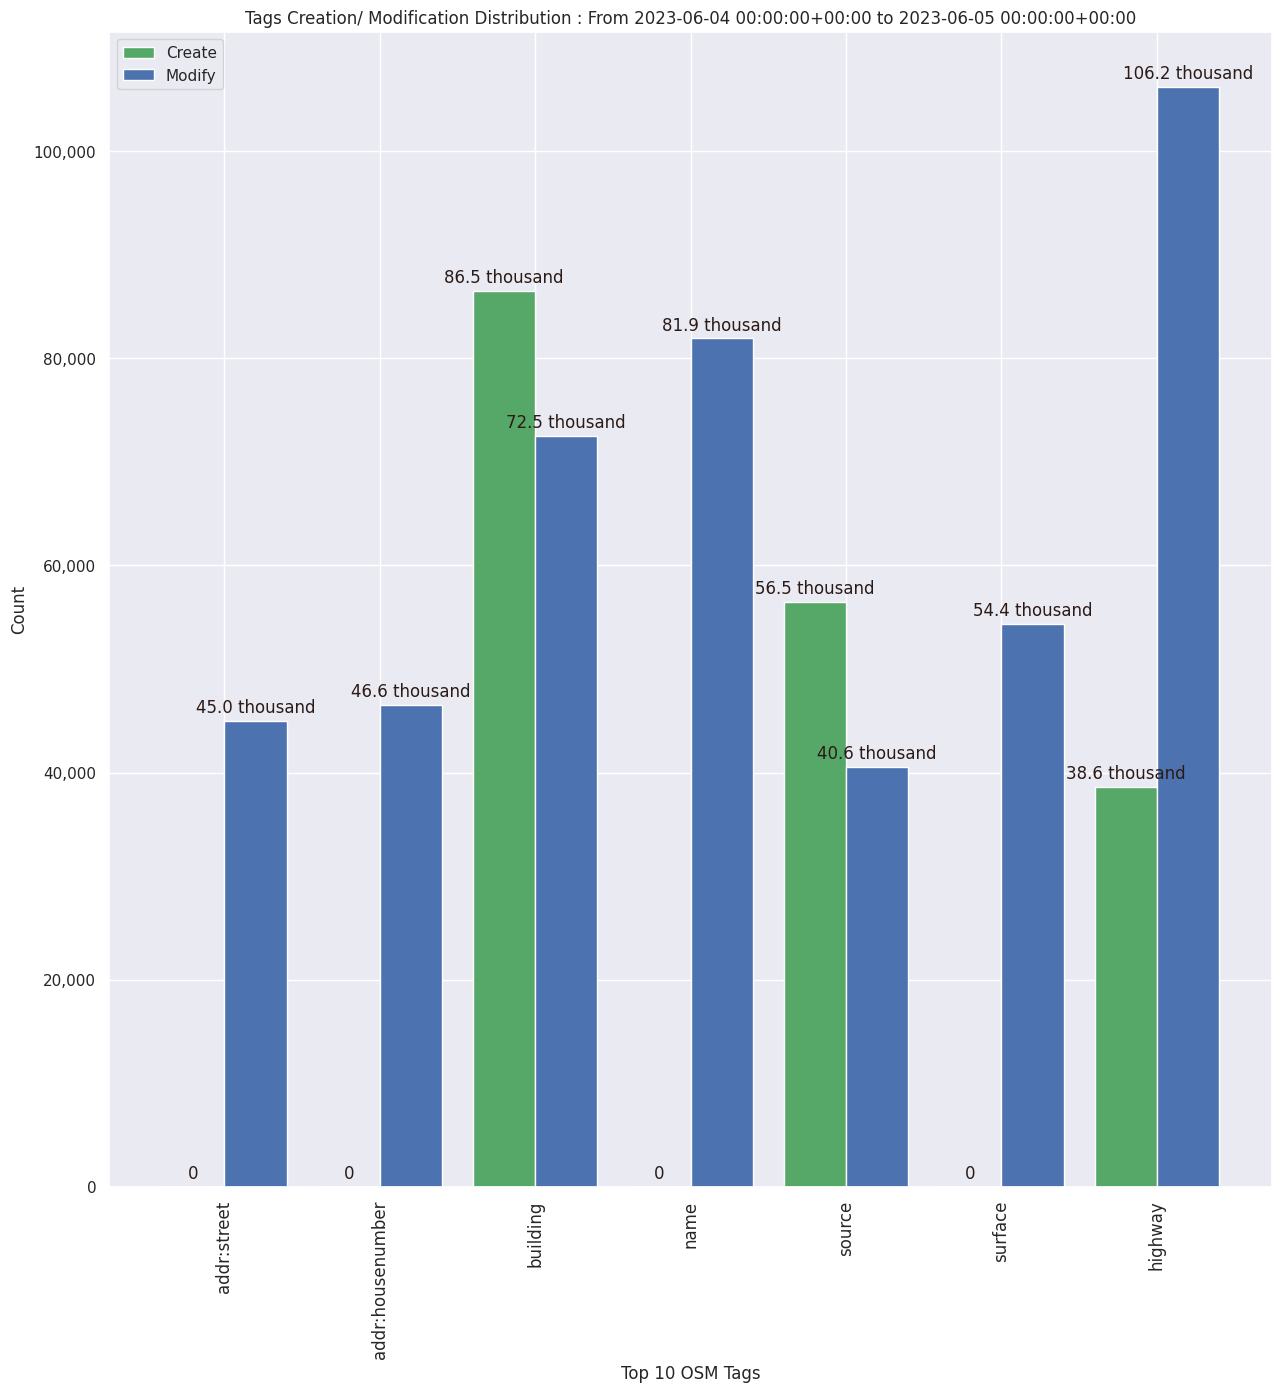 Tags Creation/ Modification Distribution : From 2023-06-04 00:00:00+00:00 to 2023-06-05 00:00:00+00:00
Create
Modify
106.2 thousand
100,000
86.5 thousand
81.9 thousand
80,000
72.5 thousand
60,000
56.5 thousand
54.4 thousand
Count
46.6 thousand
45.0 thousand
40.6 thousand
40,000
38.6 thousand
20,000
0
0
0
0
0
addr:street
addr:housenumber
building
name
source
surface
highway
Top 10 OSM Tags